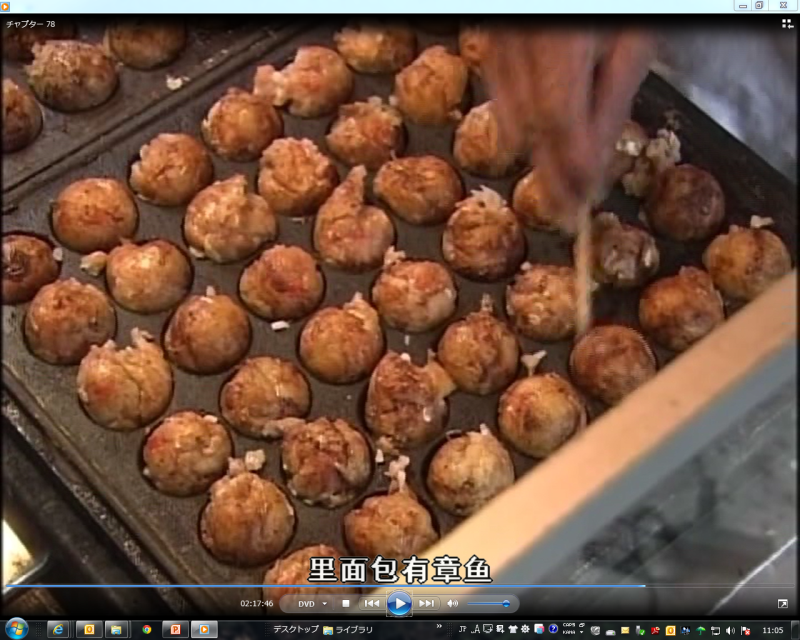 チャプター 78
里面包有章鱼
02:17:46
DVD
デスクトップ
ライブラリ
»
11:05